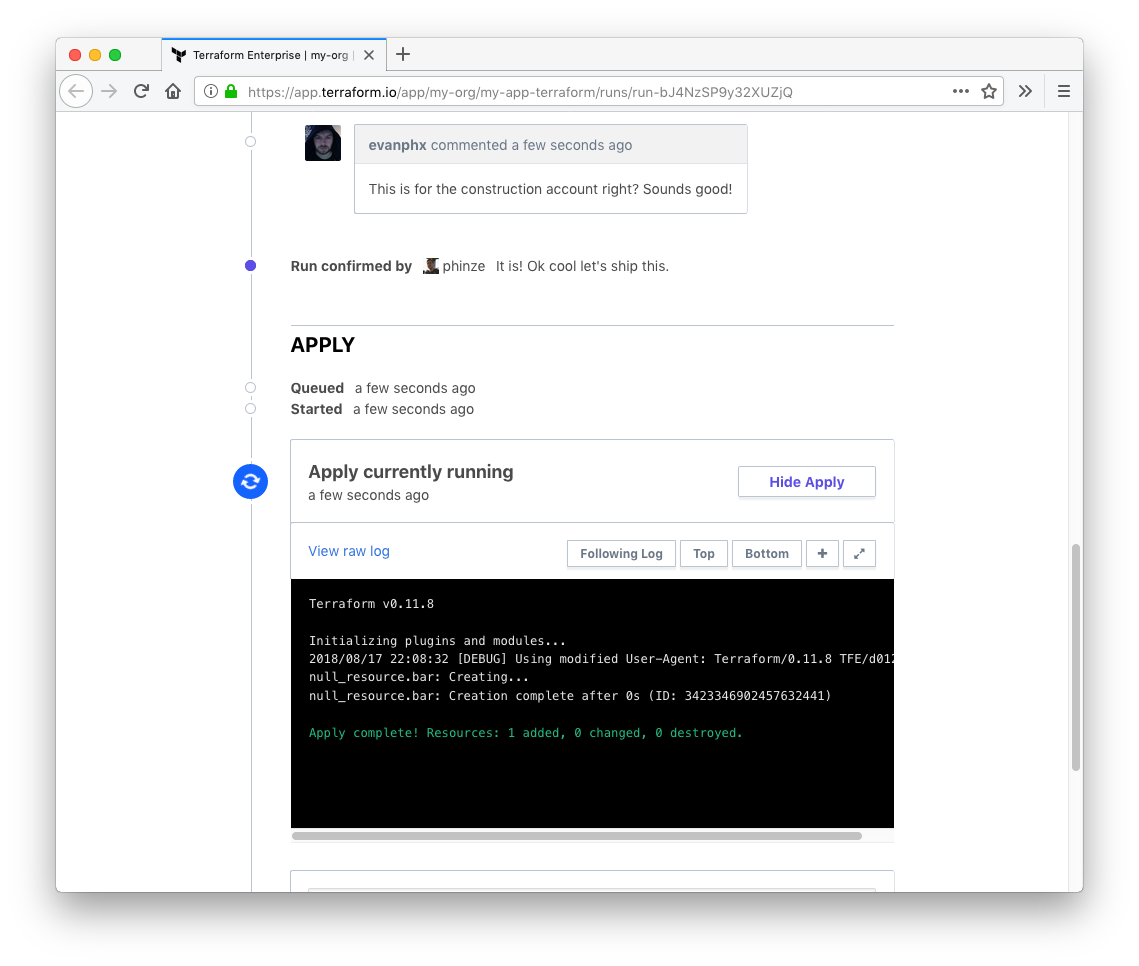 Terraform Enterprise | my-org |
https://app.terraform.io/app/my-org/my-app-terraform/runs/run-bJ4NzSP9y32XUZjQ
evanphx commented a few seconds ago
This is for the construction account right? Sounds good!
Run confirmed by phinze It is! Ok cool let's ship this.
APPLY
Queued a few seconds ago
Started a few seconds ago
Apply currently running
a few seconds ago
Hide Apply
View raw log
Following Log Top Bottom
Terraform v0.11.8
Initializing plugins and modules...
2018/08/17 22:08:32 [DEBUG] Using modified User-Agent: Terraform/0.11.8 TFE/d012
null_resource.bar: Creating...
null_resource.bar: Creation complete after 0s (ID: 3423346902457632441)
Apply complete! Resources: 1 added, 0 changed, 0 destroyed.